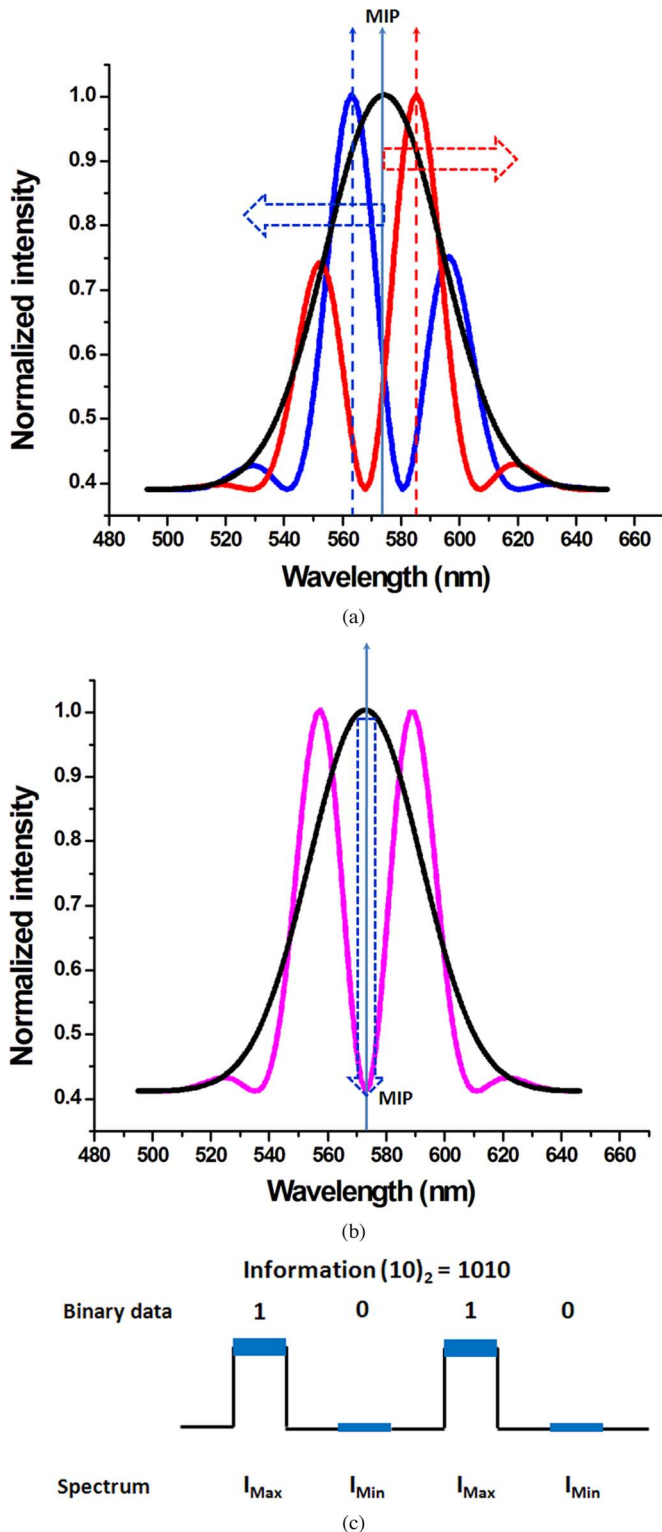 MIP
1.0
0.9
0.8
0.7
0.6
0.5
0.4
Normalized intensity
480 500 520 540 560 580 600 620 640 660
Wavelength (nm)
(a)
1.0
0.9
0.8
0.7
0.6
0.5
0.4
Normalized intensity
MIP
480 500 520 540 560 580 600 620 640 660
Wavelength (nm)
(b)
Information (10)₂ = 1010
Binary data 1 0 1 0
Spectrum I_Max I_Min I_Max I_Min
(c)